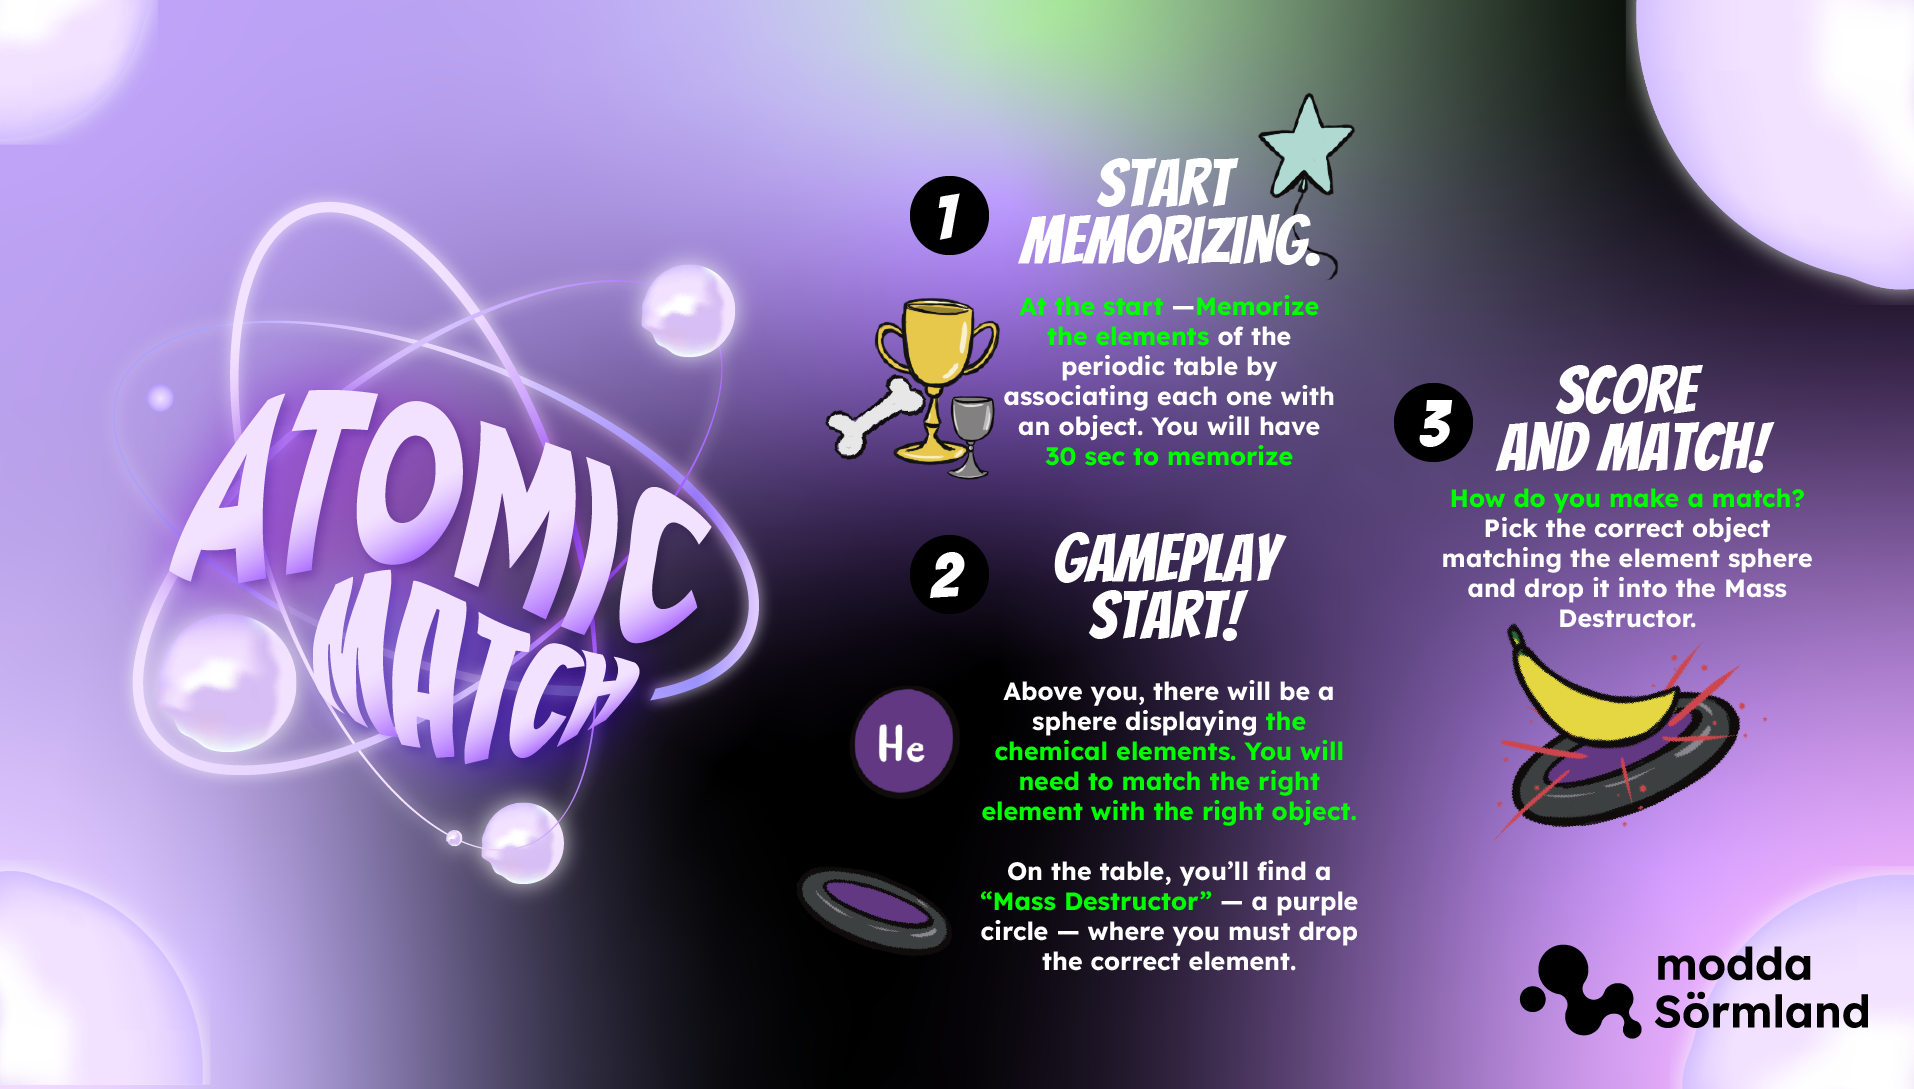 ATOMIC
MATCH
1
START
MEMORIZING.
At the start —Memorize
the elements of the
periodic table by
associating each one with
an object. You will have
30 sec to memorize
2
GAMEPLAY
START!
He
Above you, there will be a
sphere displaying the
chemical elements. You will
need to match the right
element with the right object.
On the table, you’ll find a
“Mass Destructor” — a purple
circle — where you must drop
the correct element.
3
SCORE
AND MATCH!
How do you make a match?
Pick the correct object
matching the element sphere
and drop it into the Mass
Destructor.
modda
Sörmland